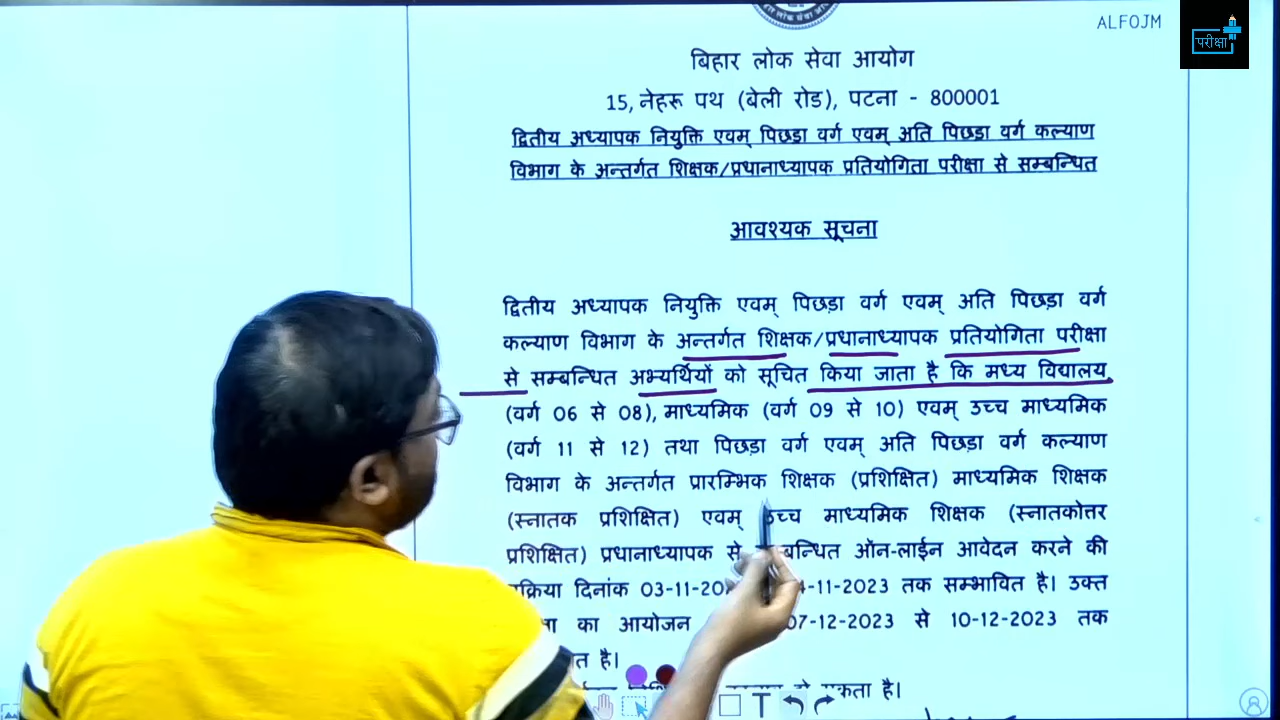 ALFOJM
परीक्षा
बिहार लोक सेवा आयोग
15, नेहरू पथ (बेली रोड), पटना - 800001
द्वितीय अध्यापक नियुक्ति एवम् पिछड़ा वर्ग एवम् अति पिछड़ा वर्ग कल्याण
विभाग के अन्तर्गत शिक्षक/प्रधानाध्यापक प्रतियोगिता परीक्षा से सम्बन्धित
आवश्यक सूचना
द्वितीय अध्यापक नियुक्ति एवम् पिछड़ा वर्ग एवम् अति पिछड़ा वर्ग
कल्याण विभाग के अन्तर्गत शिक्षक/प्रधानाध्यापक प्रतियोगिता परीक्षा
से सम्बन्धित अभ्यर्थियों को सूचित किया जाता है कि मध्य विद्यालय
(वर्ग 06 से 08), माध्यमिक (वर्ग 09 से 10) एवम् उच्च माध्यमिक
(वर्ग 11 से 12) तथा पिछड़ा वर्ग एवम् अति पिछड़ा वर्ग कल्याण
विभाग के अन्तर्गत प्रारम्भिक शिक्षक (प्रशिक्षित) माध्यमिक शिक्षक
(स्नातक प्रशिक्षित) एवम् उच्च माध्यमिक शिक्षक (स्नातकोत्तर
प्रशिक्षित) प्रधानाध्यापक से ऑन-लाईन आवेदन करने की
दिनांक 03-11- -11-2023 तक सम्भावित है। उक्त
का आयोजन 07-12-2023 से 10-12-2023 तक
है।
है।
T